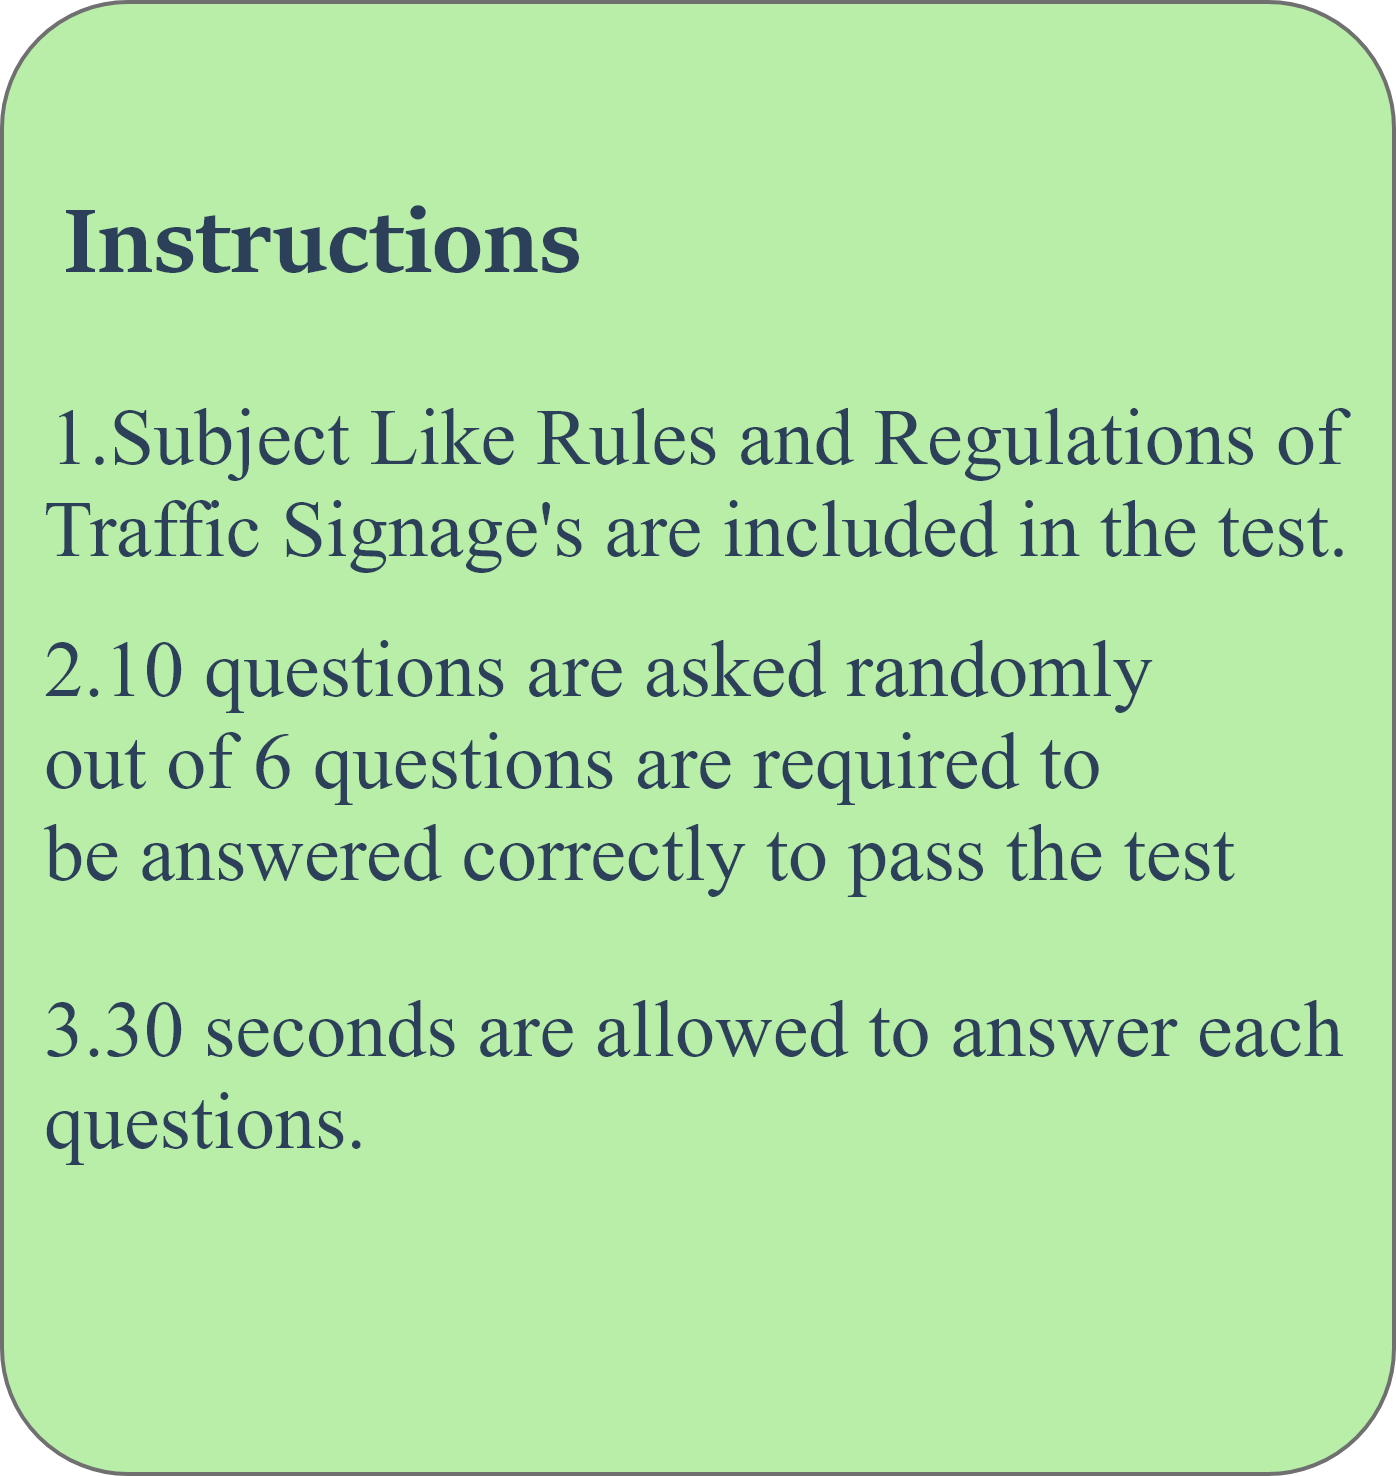 Instructions
1.Subject Like Rules and Regulations of
Traffic Signage's are included in the test.
2.10 questions are asked randomly
out of 6 questions are required to
be answered correctly to pass the test
3.30 seconds are allowed to answer each
questions.